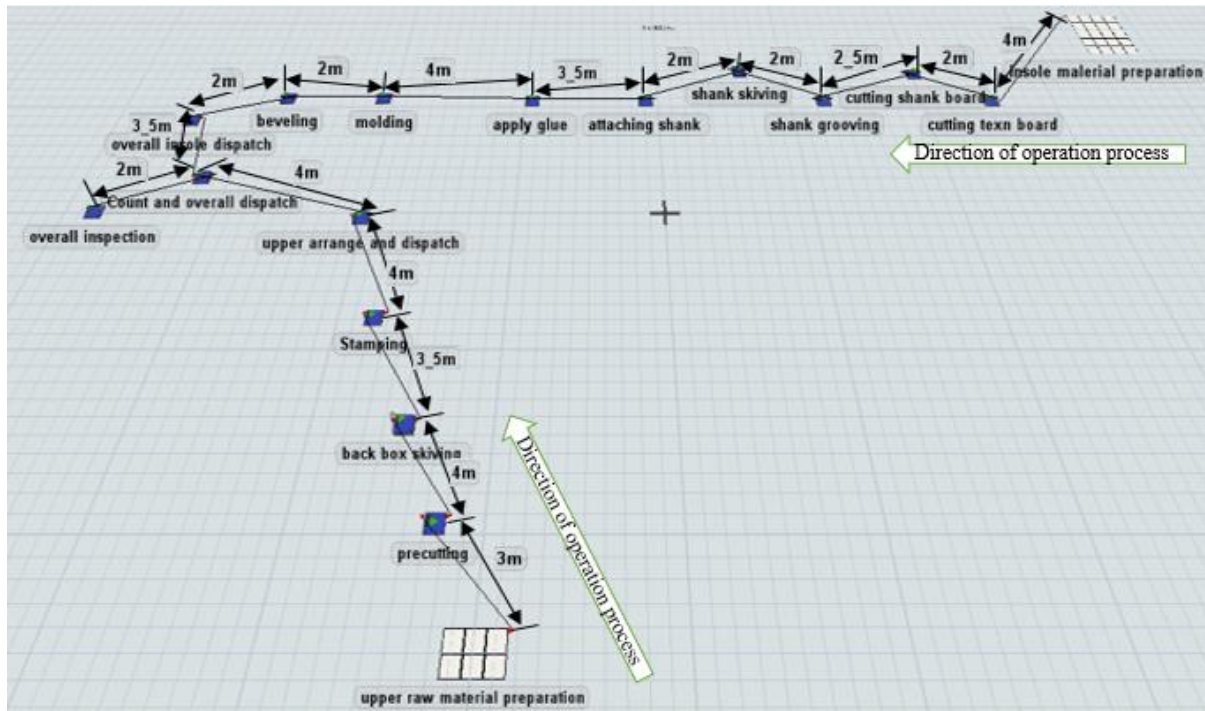 4m
insole malerial preparation
2m
2_5m
2m
2m
3_5m
4m
2m
2m
shank skiving
cutting shank board
beveling
molding
apply glue
attaching shank
shank grooving
cutting texn board
3_5m
overall insole dispatch
Direction of operation process
2m
4m
Count and overall dispatch
overall inspection
upper arrange and dispatch
4m
Stamping
3_5m
back box skiving
4m
Direction of operation process
precutting
3m
upper raw material preparation